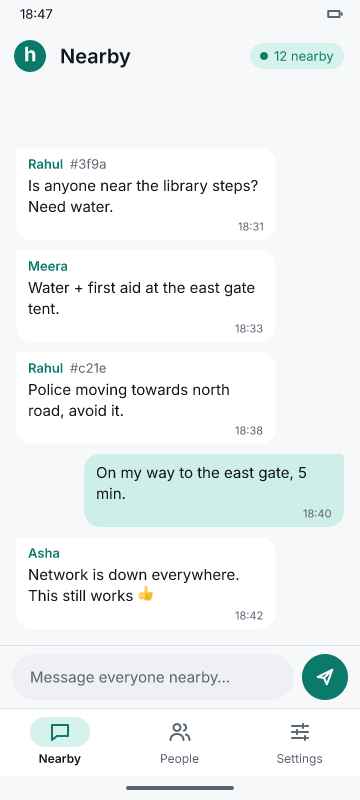 18:47
h Nearby 12 nearby
Rahul #3f9a
Is anyone near the library steps?
Need water.
18:31
Meera
Water + first aid at the east gate
tent.
18:33
Rahul #c21e
Police moving towards north
road, avoid it.
18:38
On my way to the east gate, 5
min.
18:40
Asha
Network is down everywhere.
This still works 👍
18:42
Message everyone nearby...
Nearby People Settings